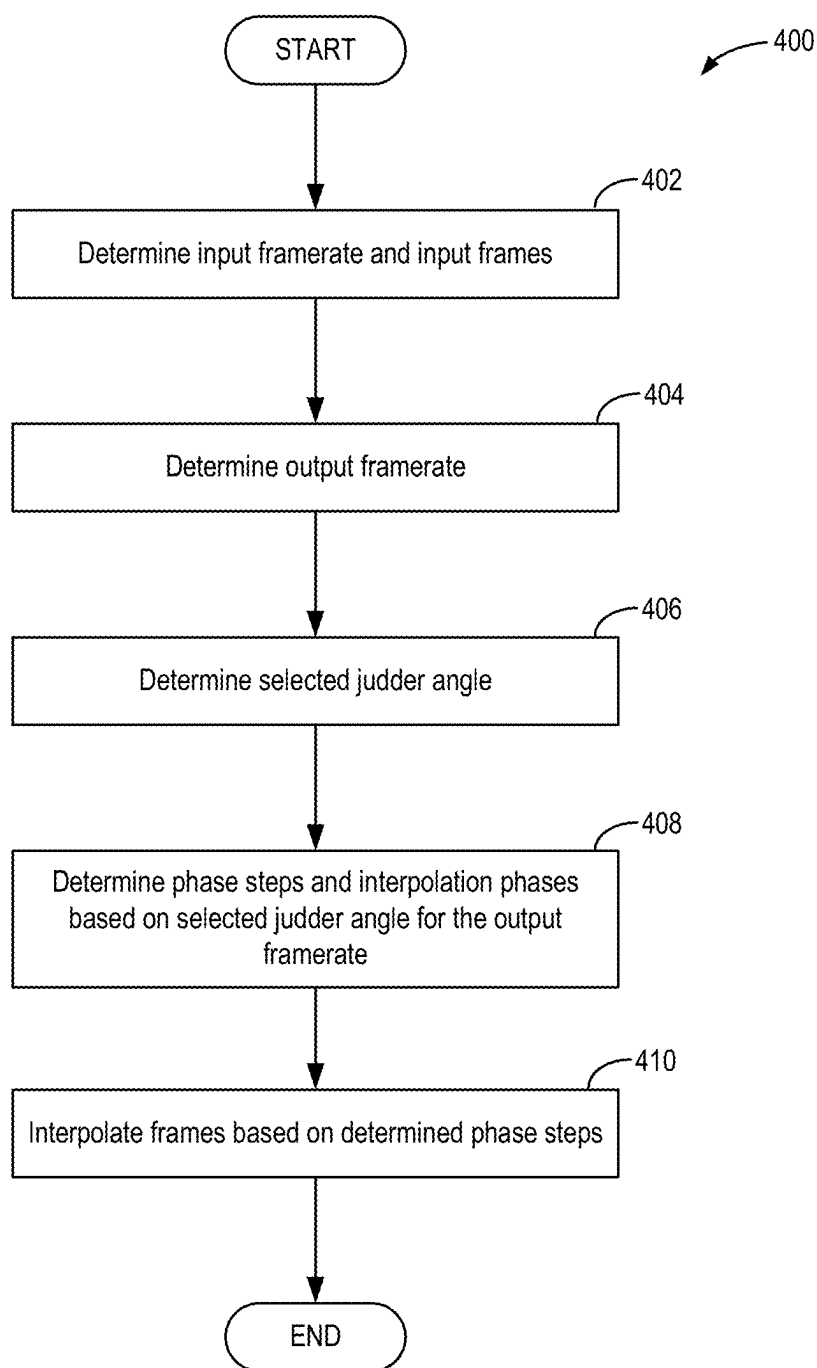 START
400
402
Determine input framerate and input frames
404
Determine output framerate
406
Determine selected judder angle
408
Determine phase steps and interpolation phases
based on selected judder angle for the output
framerate
410
Interpolate frames based on determined phase steps
END